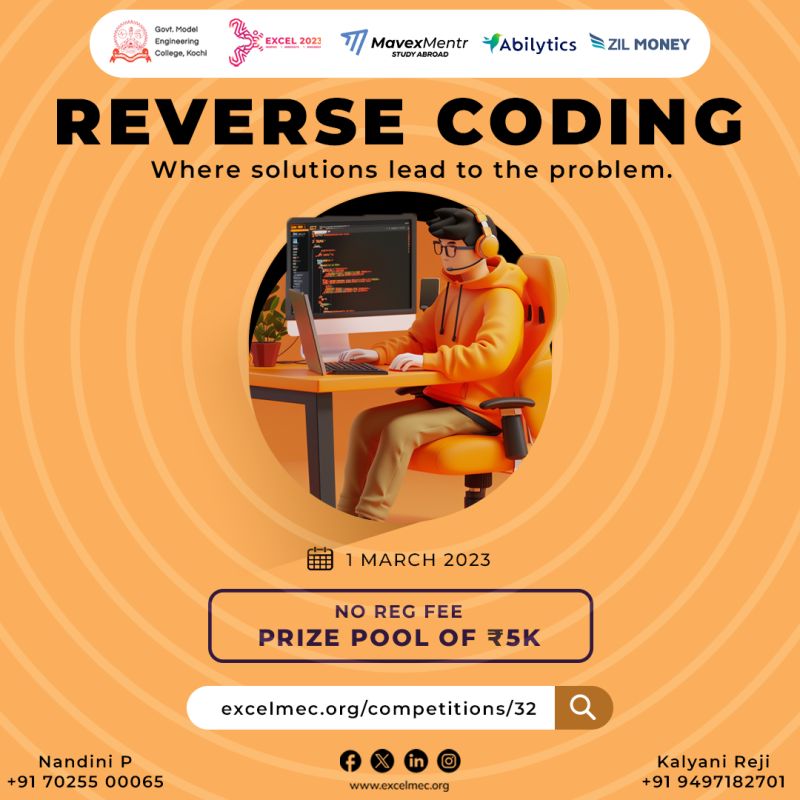 Govt. Model
Engineering
College, Kochi
EXCEL 2023
MavexMentr
STUDY ABROAD
Abilytics
ZIL MONEY
REVERSE CODING
Where solutions lead to the problem.
1 MARCH 2023
NO REG FEE
PRIZE POOL OF ₹5K
excelmec.org/competitions/32
Nandini P
+91 70255 00065
www.excelmec.org
Kalyani Reji
+91 9497182701